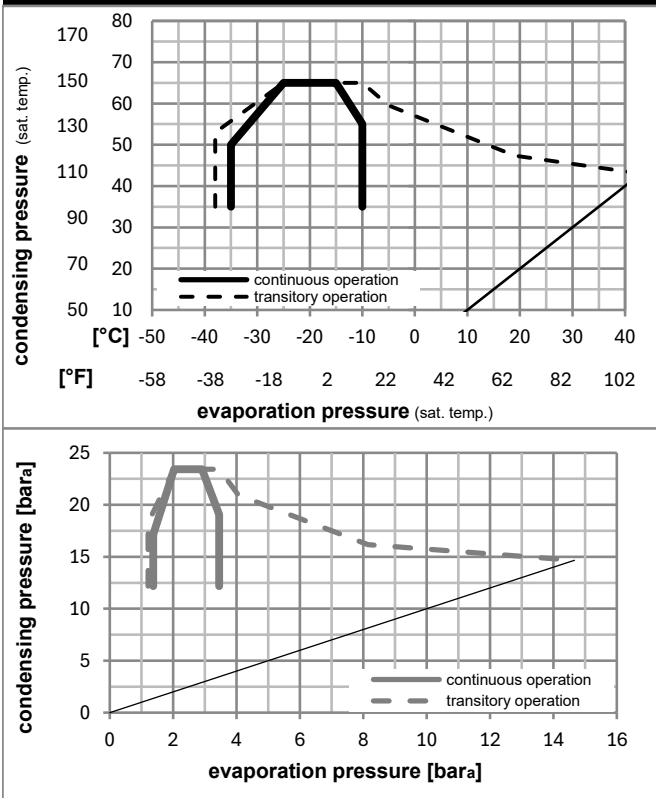 condensing pressure (sat. temp.)
170 80
70
150 60
130 50
110 40
90 30
70 20
50 10
continuous operation
transitory operation
[°C] -50 -40 -30 -20 -10 0 10 20 30 40
[°F] -58 -38 -18 2 22 42 62 82 102
evaporation pressure (sat. temp.)
condensing pressure [bara]
25
20
15
10
5
0
continuous operation
transitory operation
0 2 4 6 8 10 12 14 16
evaporation pressure [bara]